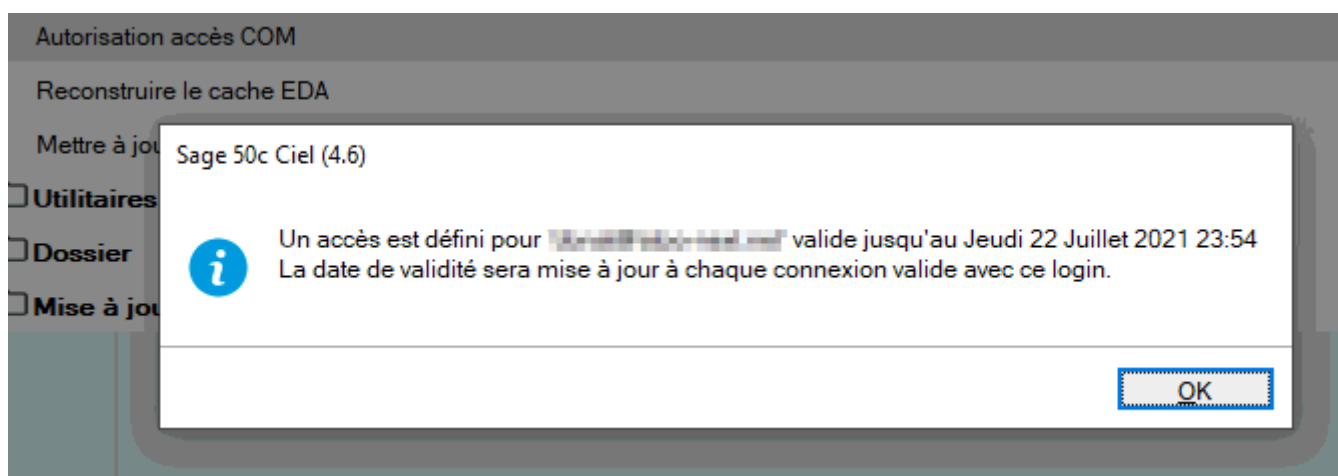 Autorisation accès COM
Reconstruire le cache EDA
Mettre à jou
Sage 50c Ciel (4.6)
Utilitaires
Un accès est défini pour valide jusqu'au Jeudi 22 Juillet 2021 23:54
Dossier
La date de validité sera mise à jour à chaque connexion valide avec ce login.
Mise à jou
OK